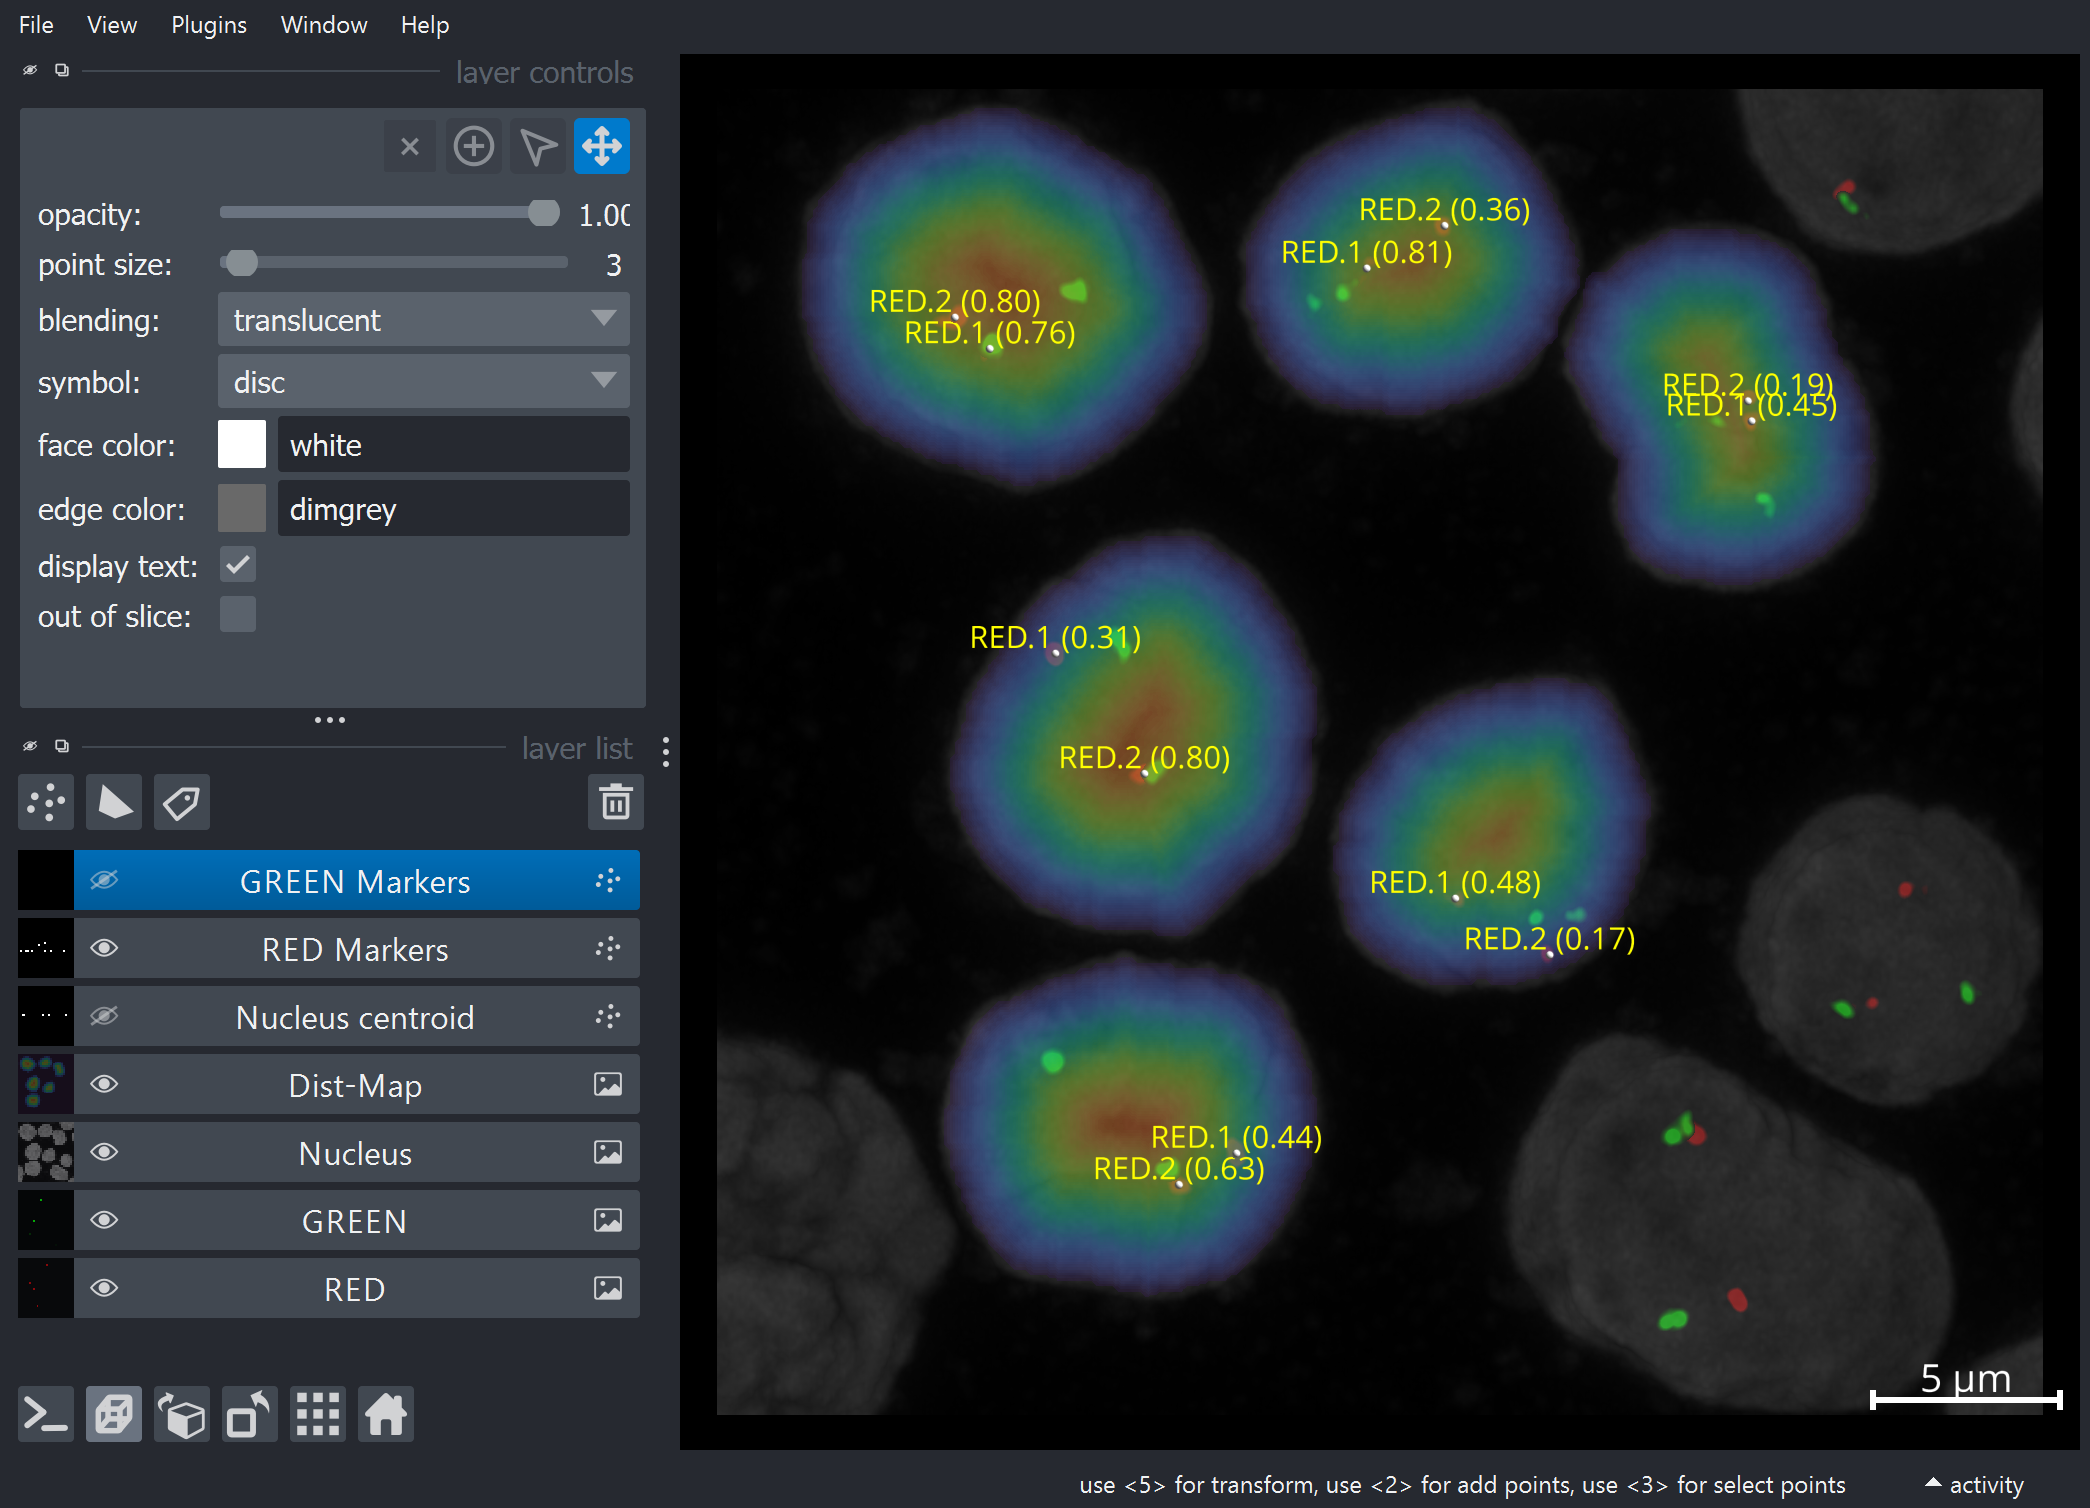 File View Plugins Window Help
layer controls
opacity: 1.00
point size: 3
blending: translucent
symbol: disc
face color: white
edge color: dimgrey
display text:
out of slice:
layer list
GREEN Markers
RED Markers
Nucleus centroid
Dist-Map
Nucleus
GREEN
RED
RED.2 (0.36)
RED.1 (0.81)
RED.2 (0.80)
RED.1 (0.76)
RED.2 (0.19)
RED.1 (0.45)
RED.1 (0.31)
RED.2 (0.80)
RED.1 (0.48)
RED.2 (0.17)
RED.1 (0.44)
RED.2 (0.63)
5 µm
use <5> for transform, use <2> for add points, use <3> for select points
activity